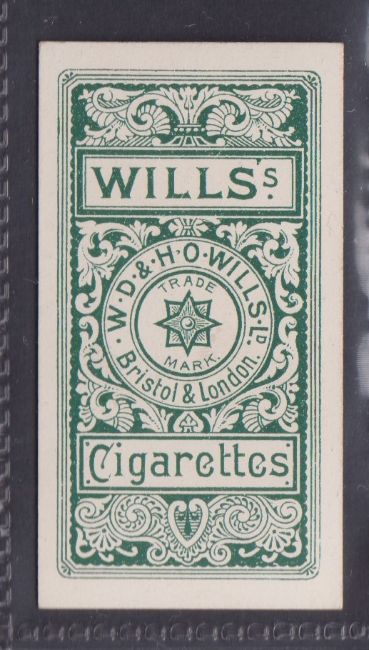 WILLS's.
W·D·&·H·O·WILLS·LD.
TRADE
MARK.
Bristol & London.
Cigarettes